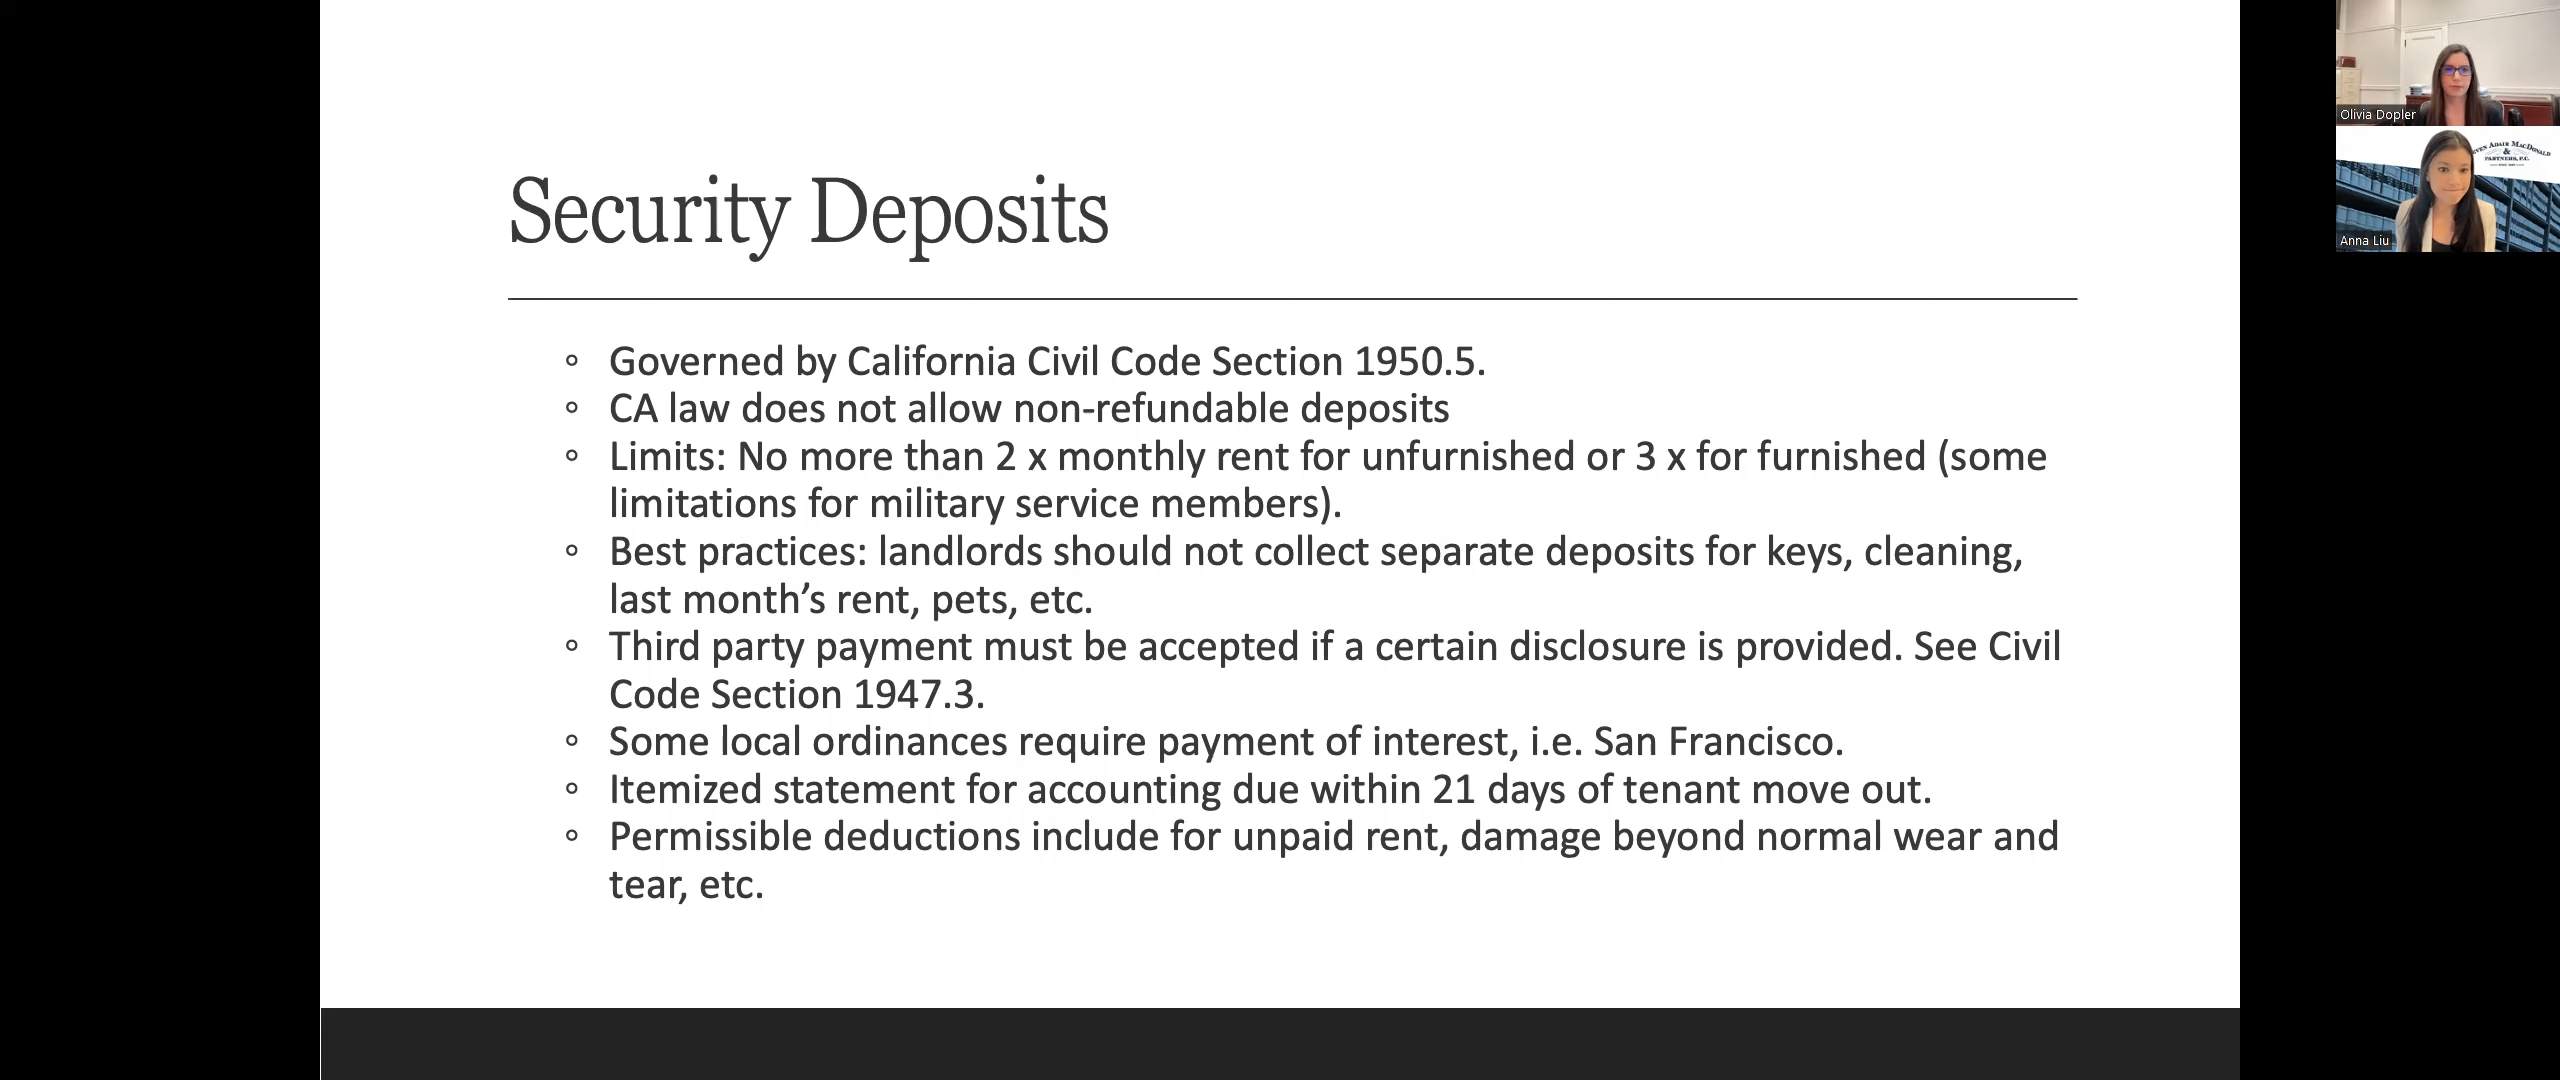 Security Deposits
Governed by California Civil Code Section 1950.5.
CA law does not allow non-refundable deposits
Limits: No more than 2 x monthly rent for unfurnished or 3 x for furnished (some
limitations for military service members).
Best practices: landlords should not collect separate deposits for keys, cleaning,
last month’s rent, pets, etc.
Third party payment must be accepted if a certain disclosure is provided. See Civil
Code Section 1947.3.
Some local ordinances require payment of interest, i.e. San Francisco.
Itemized statement for accounting due within 21 days of tenant move out.
Permissible deductions include for unpaid rent, damage beyond normal wear and
tear, etc.
Olivia Dopler
Adair MacDonald
&
Partners, P.C.
Anna Liu